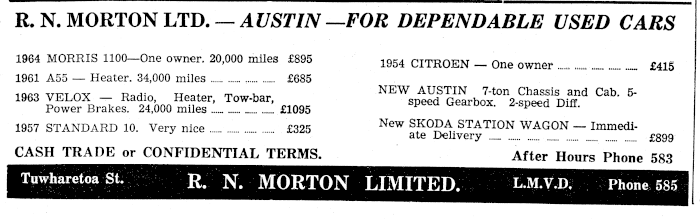 R. N. MORTON LTD. — AUSTIN — FOR DEPENDABLE USED CARS
1964 MORRIS 1100—One owner. 20,000 miles £895
1961 A55 — Heater. 34,000 miles ... ... ... ... £685
1963 VELOX — Radio, Heater, Tow-bar,
Power Brakes. 24,000 miles ... ... ... ... £1095
1957 STANDARD 10. Very nice ... ... ... ... £325
CASH TRADE or CONFIDENTIAL TERMS.
1954 CITROEN — One owner ... ... ... ... £415
NEW AUSTIN 7-ton Chassis and Cab. 5-
speed Gearbox. 2-speed Diff.
New SKODA STATION WAGON — Immedi-
ate Delivery ... ... ... ... ... ... ... £899
After Hours Phone 583
Tuwharetoa St. R. N. MORTON LIMITED. L.M.V.D. Phone 585